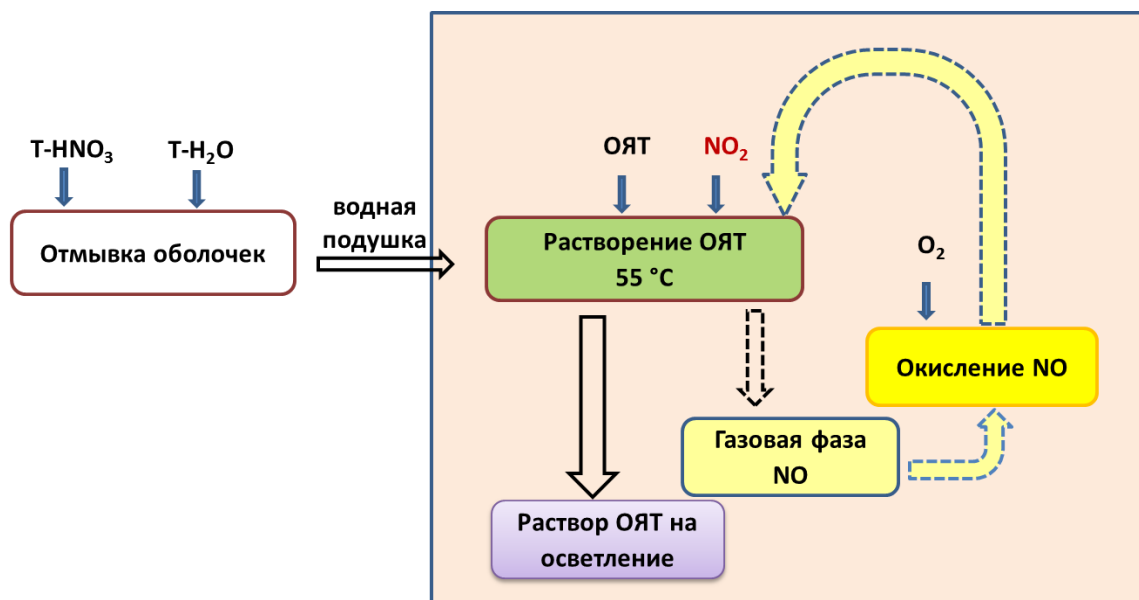 Т-HNO₃
Т-H₂O
Отмывка оболочек
водная
подушка
ОЯТ
NO₂
Растворение ОЯТ
55 °С
O₂
Окисление NO
Газовая фаза
NO
Раствор ОЯТ на
осветление